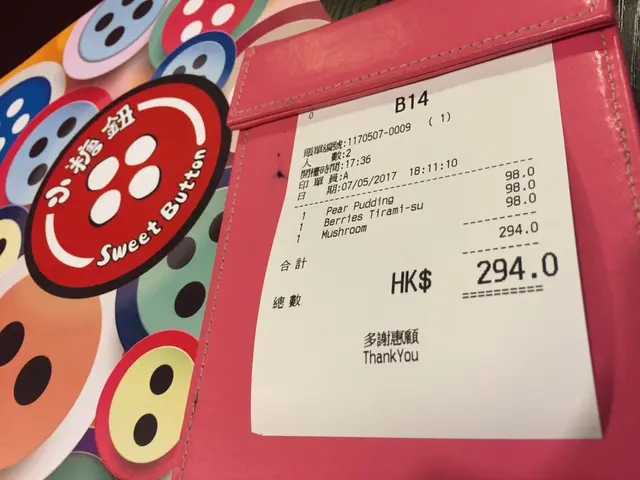 小糖鈕
Sweet Button
0
B14
賬單編號:1170507-0009 (1)
人 數:2
開檯時間:17:36
印單員:A
日 期:07/05/2017 18:11:10
1 Pear Pudding 98.0
1 Berries Tirami-su 98.0
1 Mushroom 98.0
合計 294.0
總數 HK$ 294.0
多謝惠顧
ThankYou